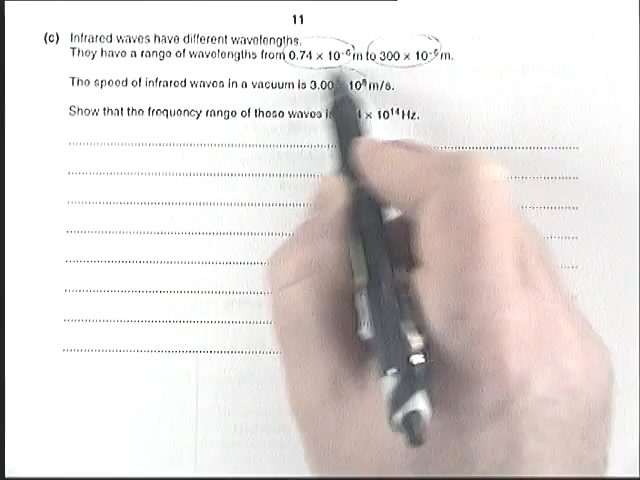 11
(c) Infrared waves have different wavelengths.
They have a range of wavelengths from 0.74 × 10⁻⁶ m to 300 × 10⁻⁶ m.
The speed of infrared waves in a vacuum is 3.00 10⁸ m/s.
Show that the frequency range of these waves is × 10¹⁴ Hz.